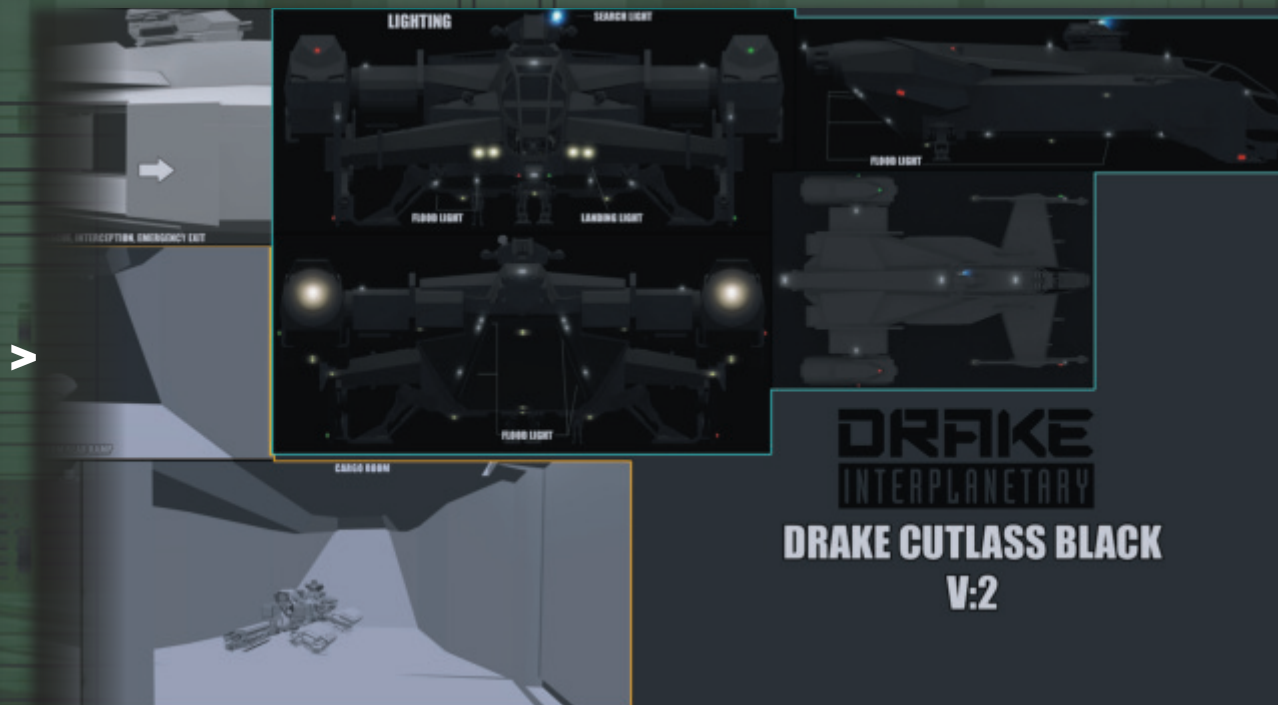 LIGHTING
SEARCH LIGHT
FLOOD LIGHT
FLOOD LIGHT
LANDING LIGHT
INTERCEPTION, EMERGENCY EXIT
FLOOD LIGHT
CARGO ROOM
DRAKE
INTERPLANETARY
DRAKE CUTLASS BLACK
V:2